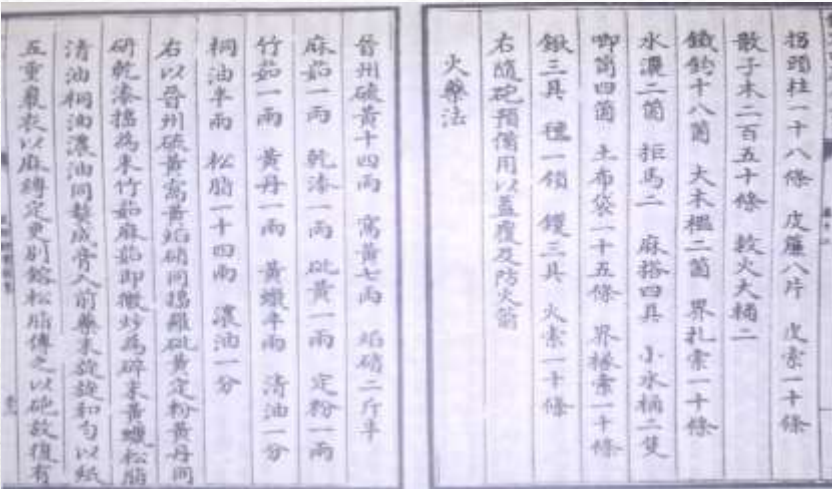 拐頭柱一十八條 皮簾八片 皮索一十條
散子木二百五十條 救火大桶二
鐵鈎十八箇 大木檻二箇 界扎索一十條
水濃二箇 拒馬二 麻搭四具 小水桶二隻
唧筒四箇 土布袋一十五條 界椽索一十條
鍬三具 氊一領 钁三具 火索一十條
右隨砲預備用以蓋覆及防火箭
火藥法
晉州硫黃十四兩 窩黃七兩 焰硝二斤半
麻茹一兩 乾漆一兩 砒黃一兩 定粉一兩
竹茹一兩 黃丹一兩 黃蠟半兩 清油一分
桐油半兩 松脂一十四兩 濃油一分
右以晉州硫黃窩黃焰硝同擣羅砒黃定粉黃丹同
研乾漆擣為末竹茹麻茹即微炒為碎末黃蠟松脂
清油桐油濃油同熬成膏入前藥末旋旋和勻以紙
五重裹衣以麻縛定更別鎔松脂傅之以砲放復有